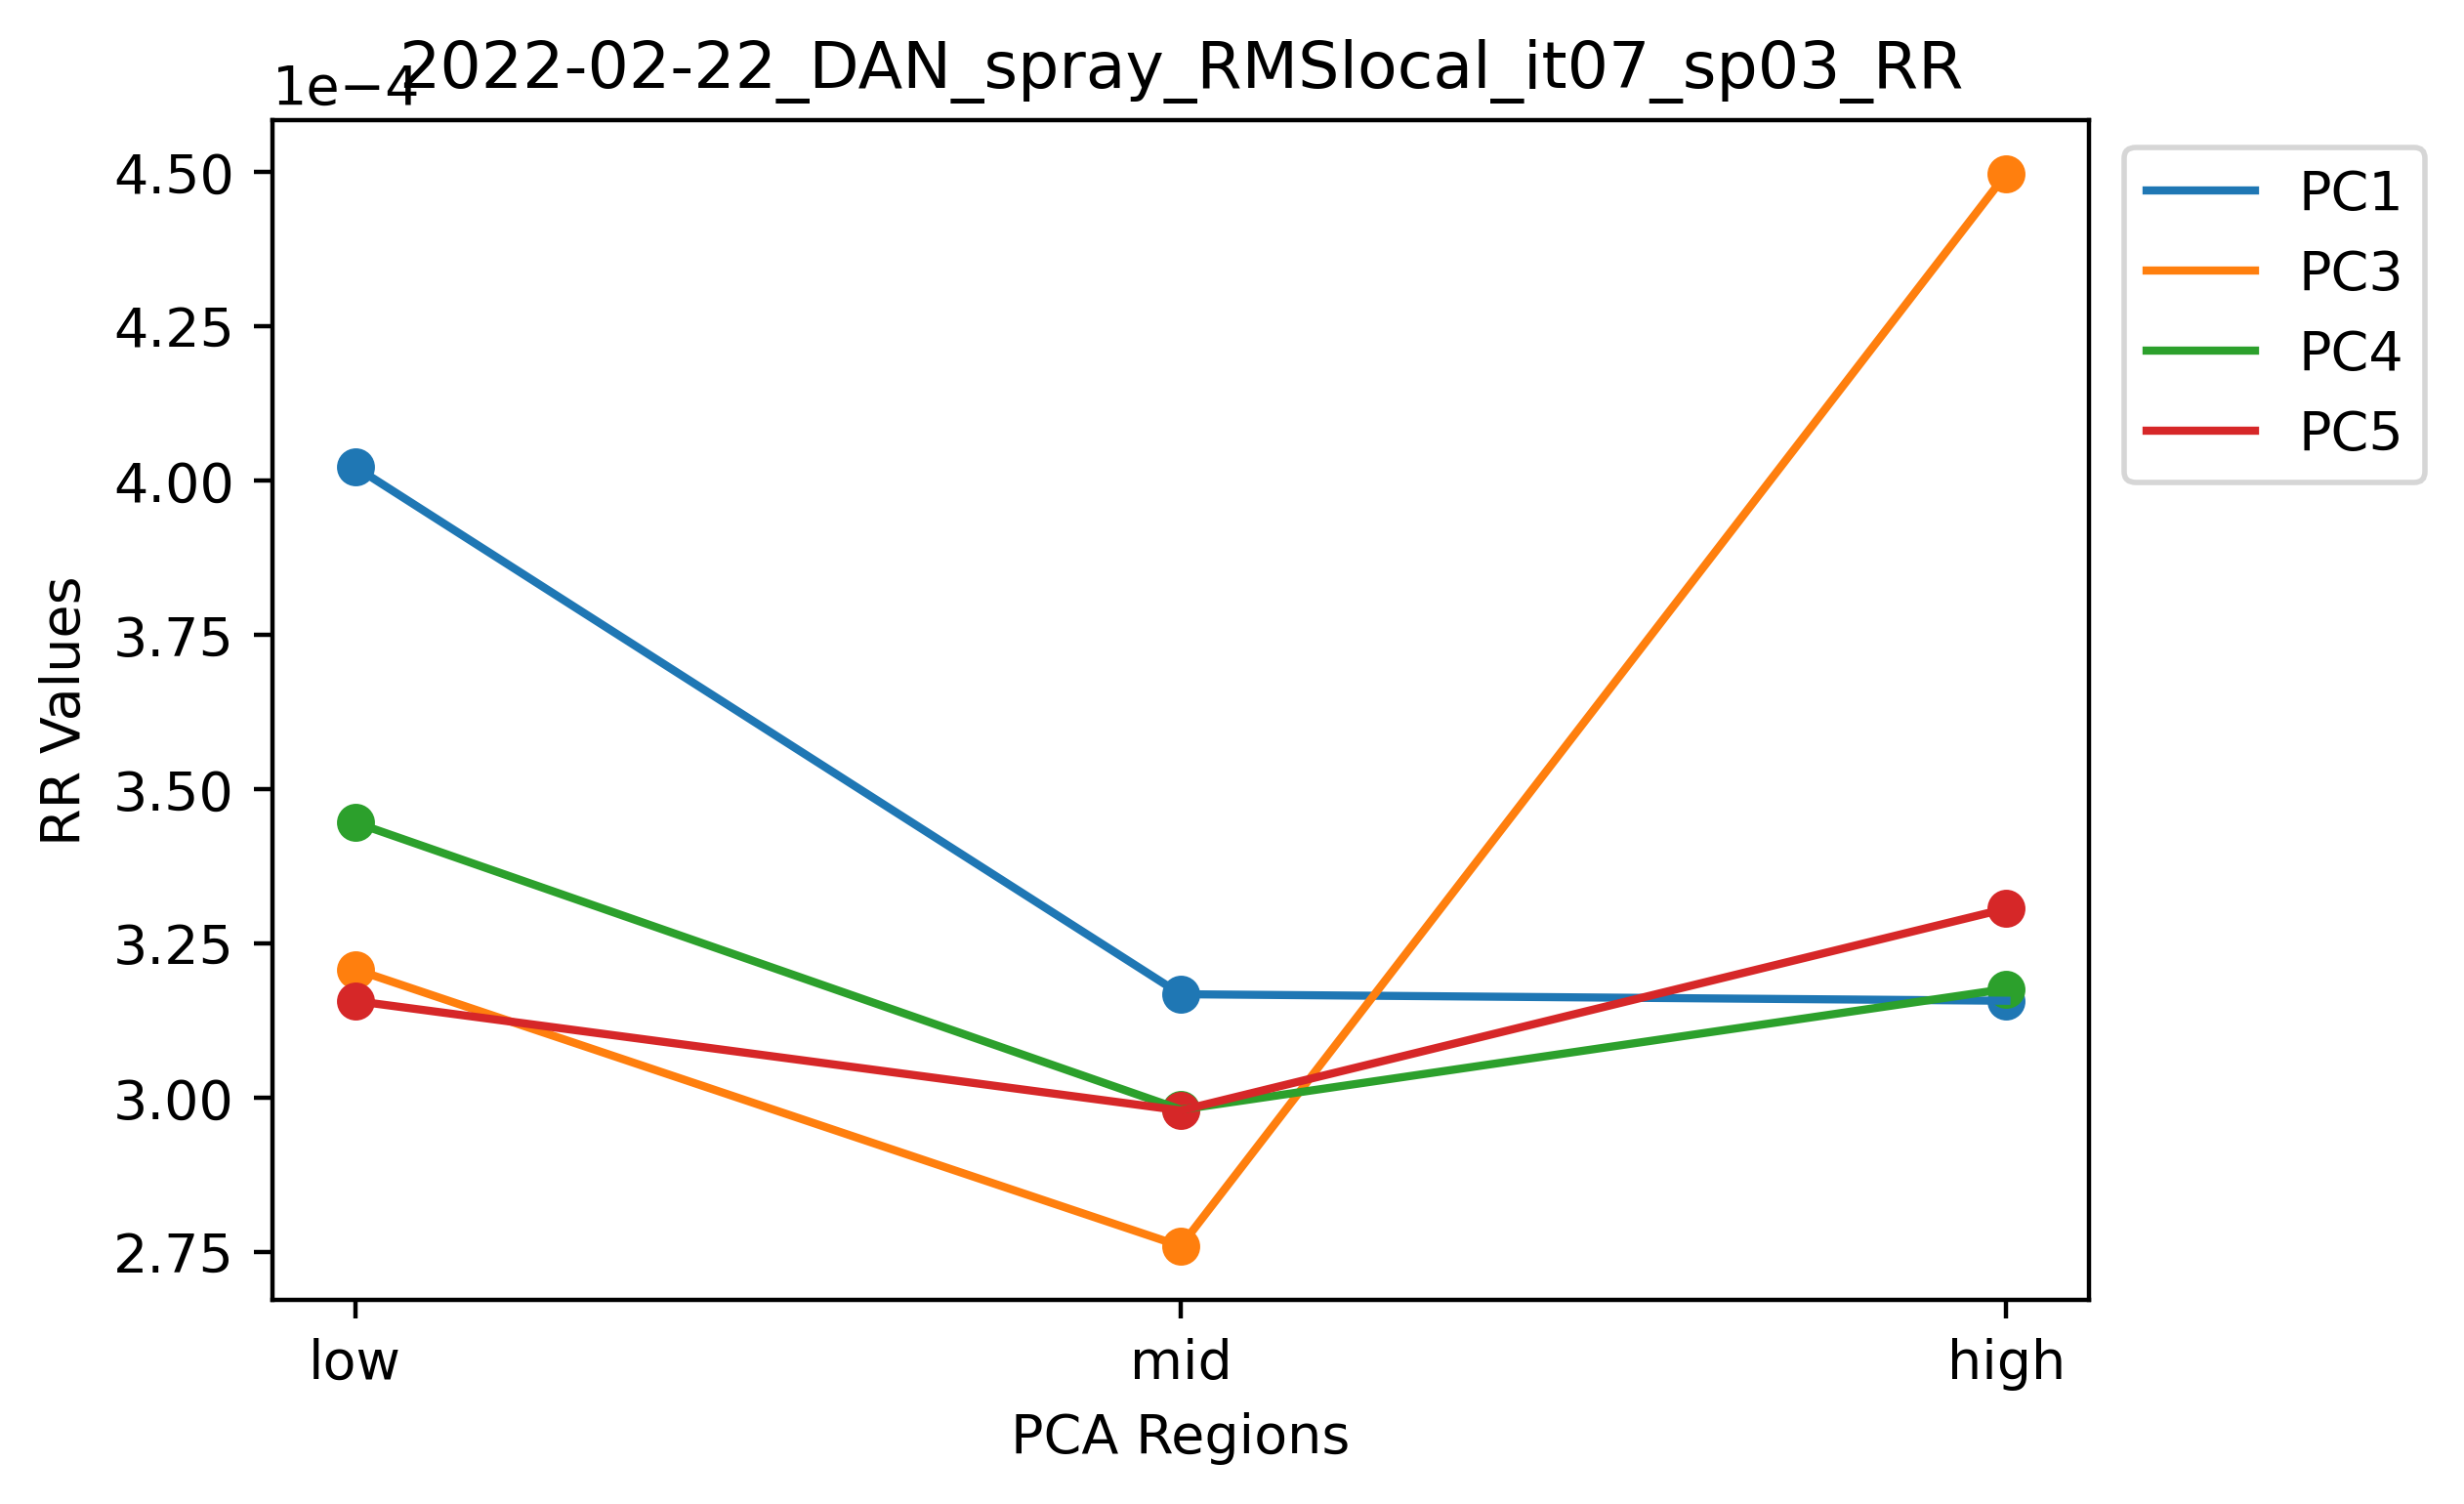 2022-02-22_DAN_spray_RMSlocal_it07_sp03_RR
1e−4
4.50
4.25
4.00
3.75
3.50
3.25
3.00
2.75
RR Values
low
mid
high
PCA Regions
PC1
PC3
PC4
PC5